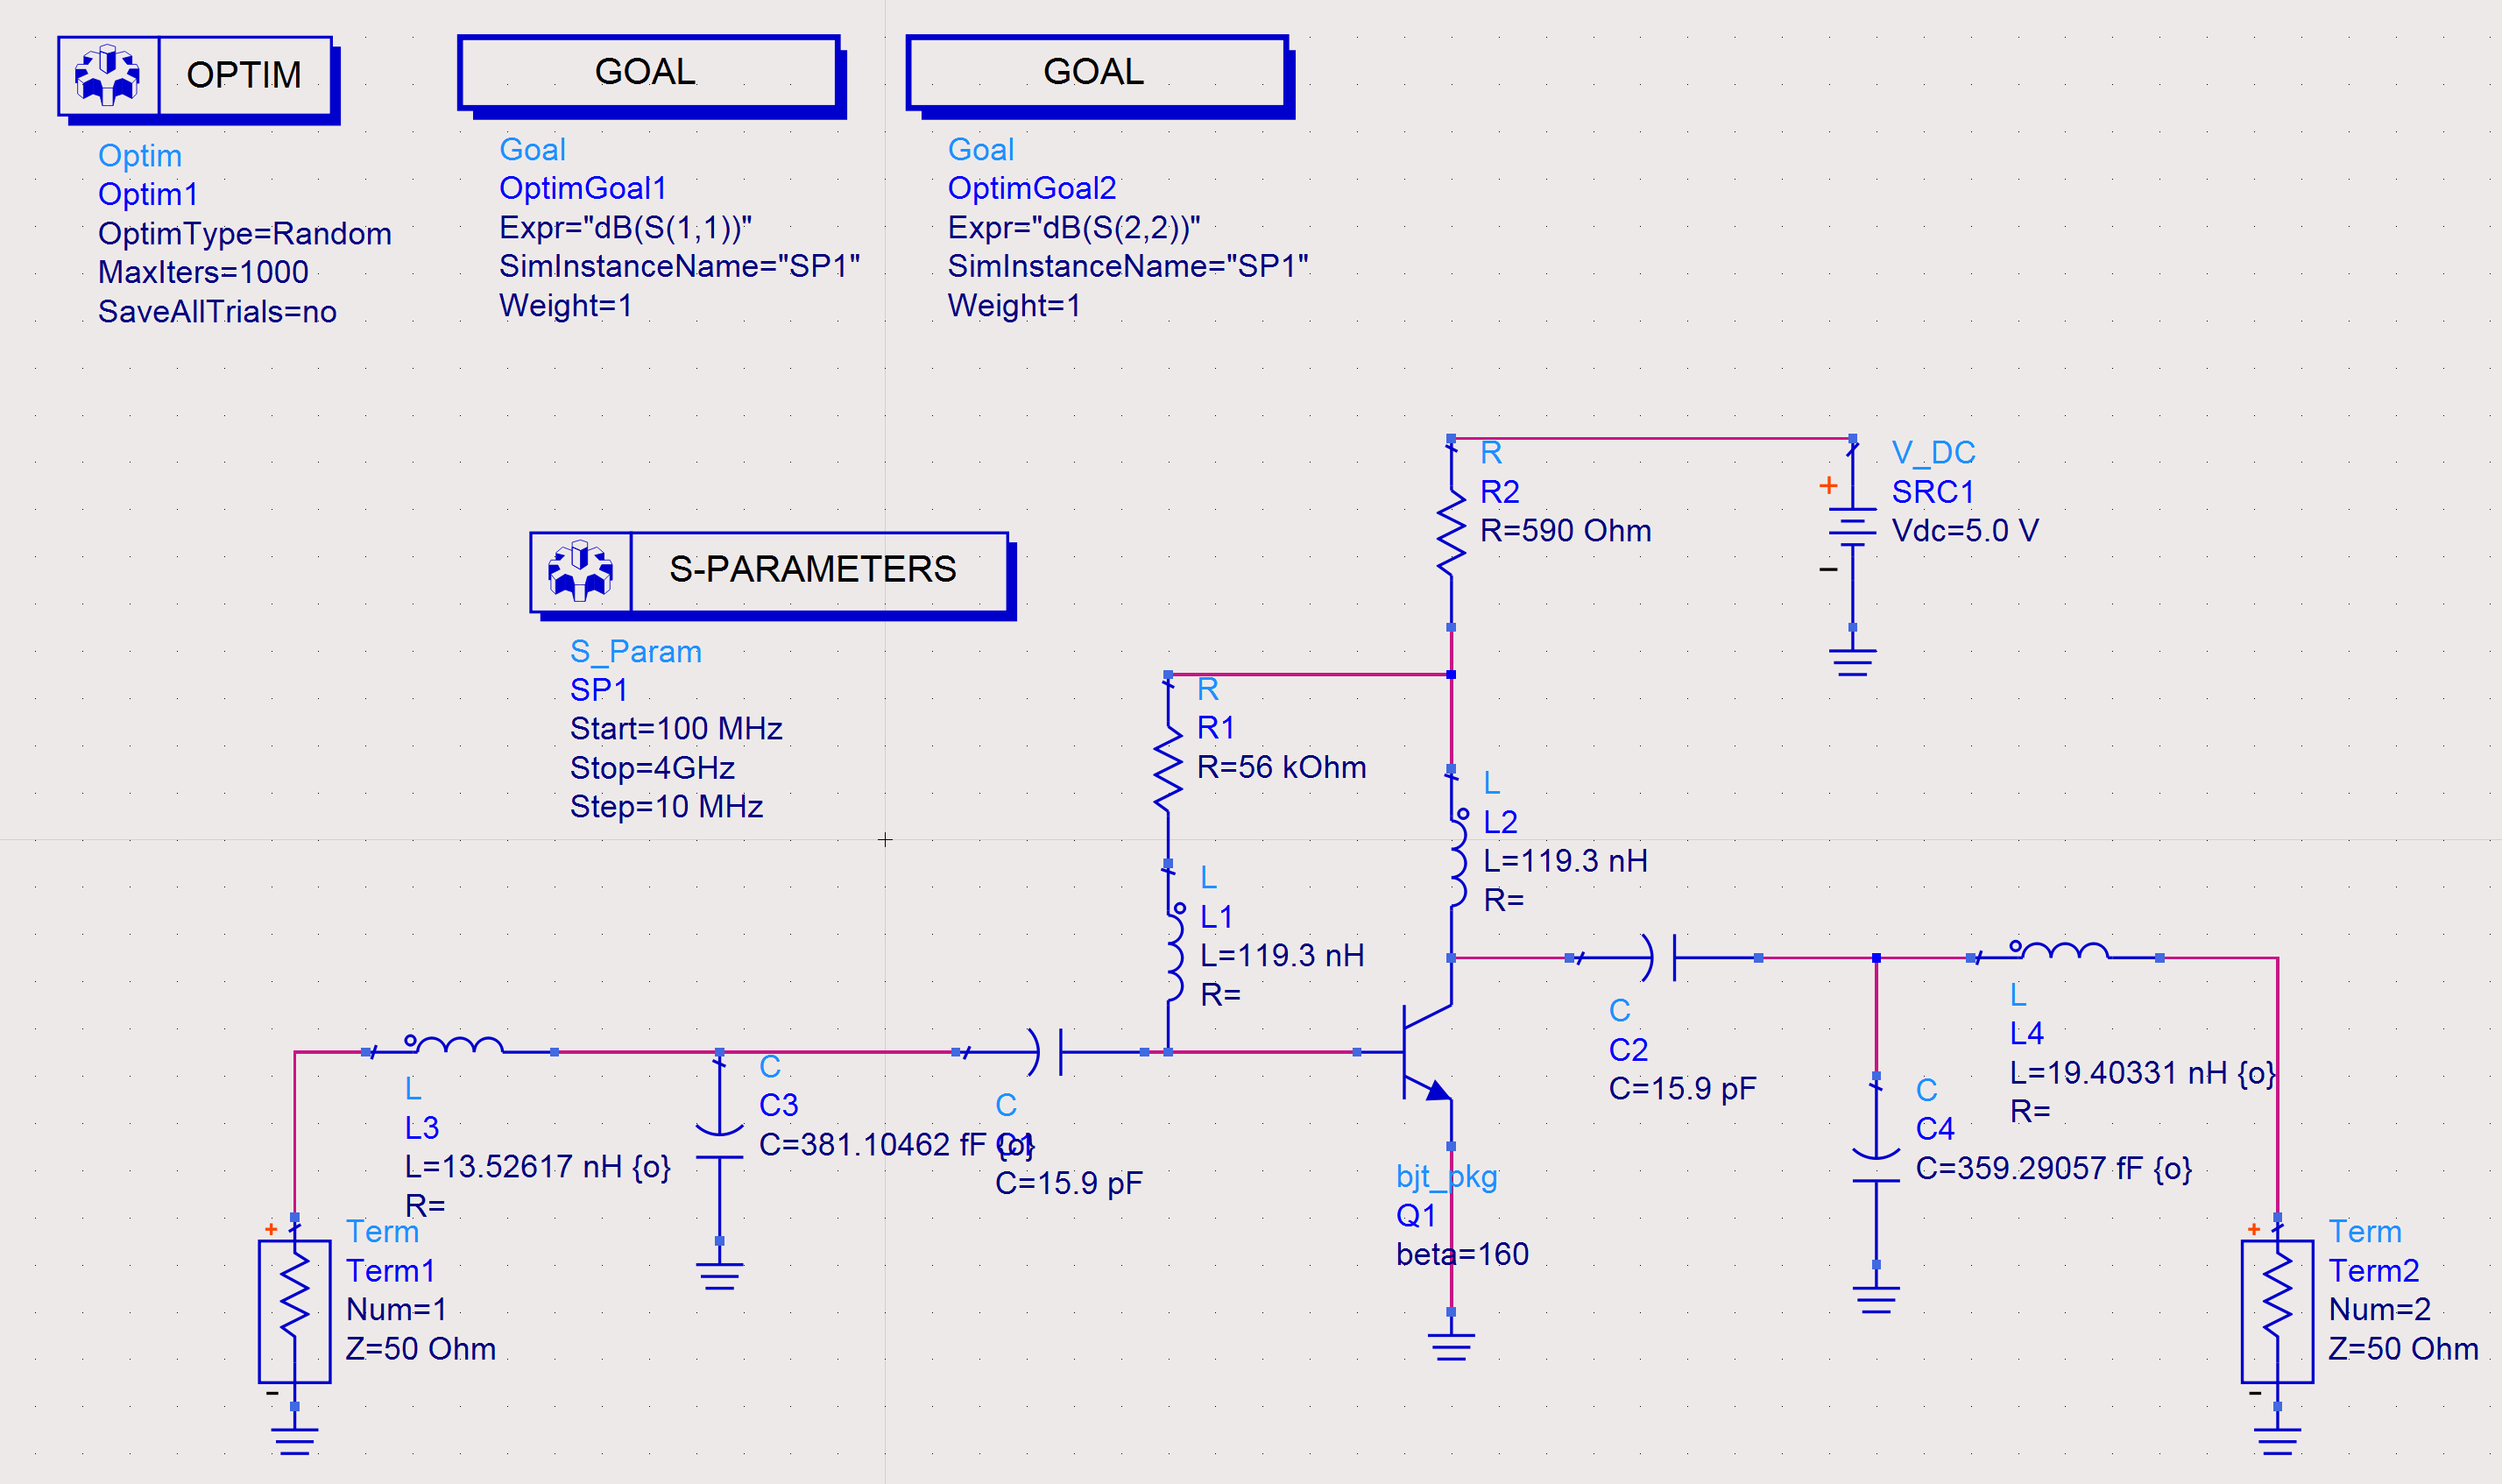 OPTIM
Optim
Optim1
OptimType=Random
MaxIters=1000
SaveAllTrials=no
GOAL
Goal
OptimGoal1
Expr="dB(S(1,1))"
SimInstanceName="SP1"
Weight=1
GOAL
Goal
OptimGoal2
Expr="dB(S(2,2))"
SimInstanceName="SP1"
Weight=1
S-PARAMETERS
S_Param
SP1
Start=100 MHz
Stop=4GHz
Step=10 MHz
R
R2
R=590 Ohm
+
V_DC
SRC1
Vdc=5.0 V
−
R
R1
R=56 kOhm
L
L2
L=119.3 nH
R=
L
L1
L=119.3 nH
R=
L
L3
L=13.52617 nH {o}
R=
C
C3
C=381.10462 fF {o}
C
C1
C=15.9 pF
C
C2
C=15.9 pF
L
L4
L=19.40331 nH {o}
R=
C
C4
C=359.29057 fF {o}
bjt_pkg
Q1
beta=160
+
Term
Term1
Num=1
Z=50 Ohm
−
+
Term
Term2
Num=2
Z=50 Ohm
−